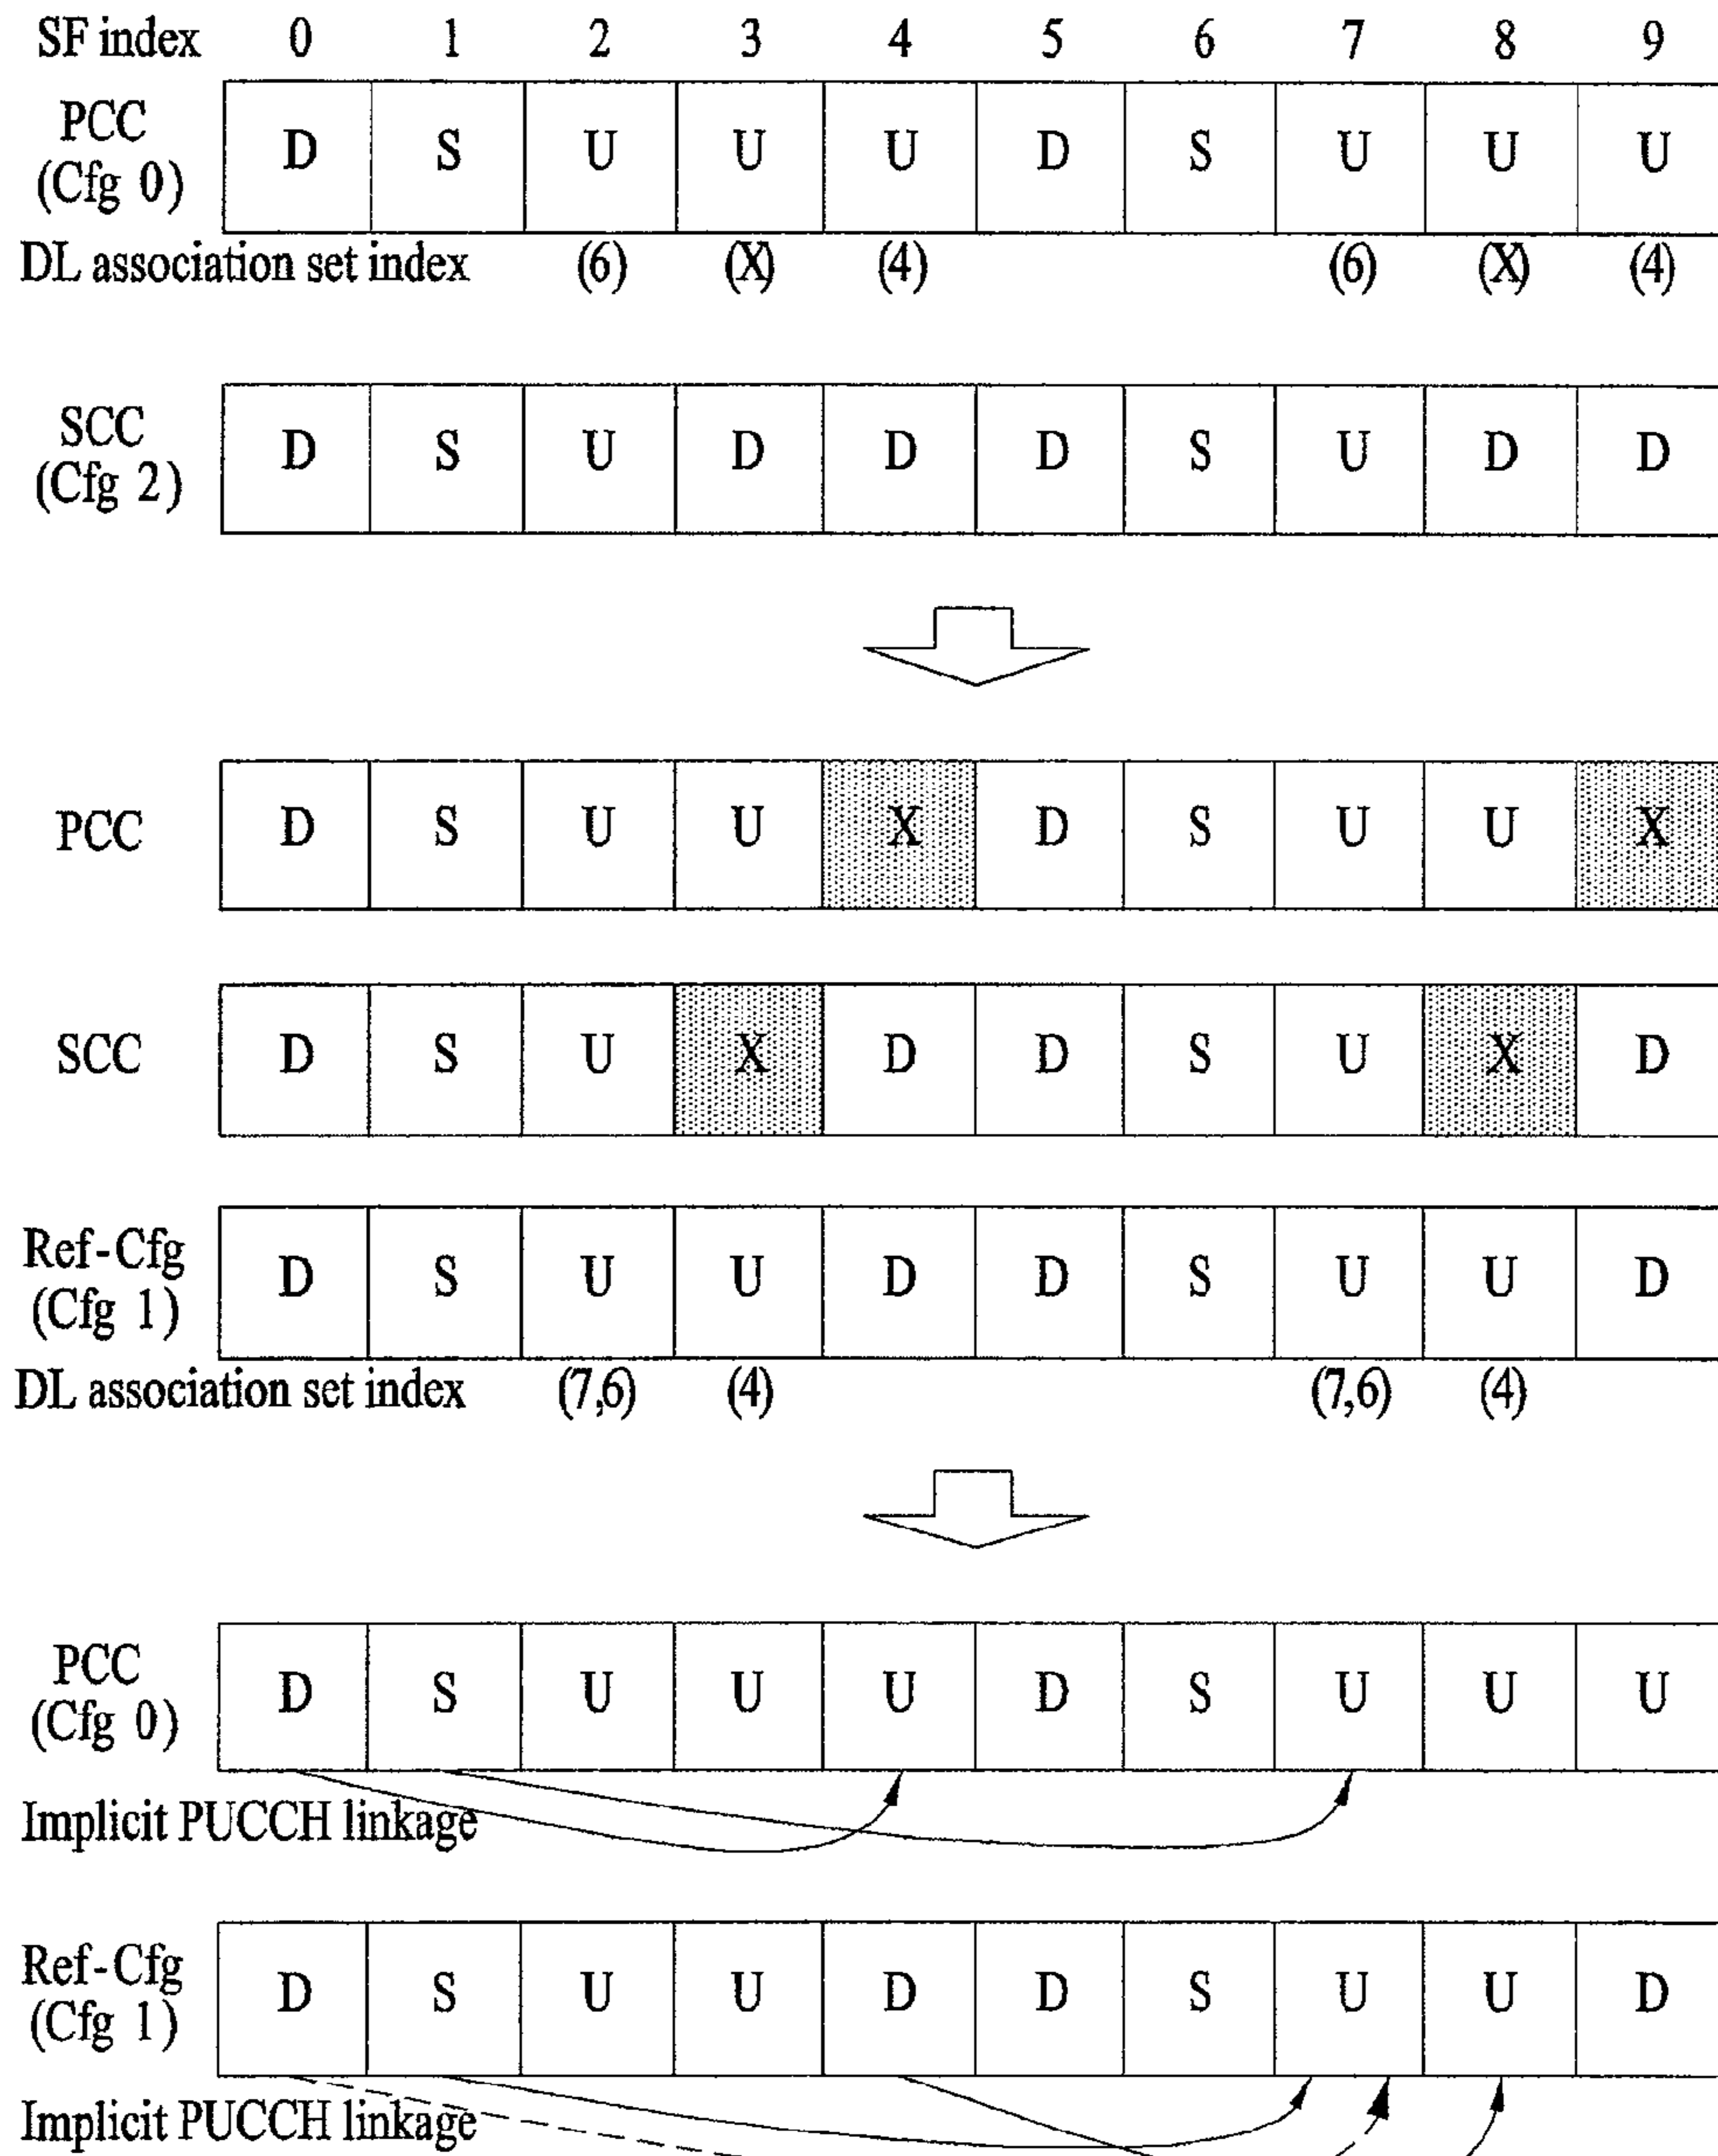 SF index 0 1 2 3 4 5 6 7 8 9
PCC
(Cfg 0)
D S U U U D S U U U
DL association set index (6) (X) (4) (6) (X) (4)
SCC
(Cfg 2)
D S U D D D S U D D
PCC D S U U X D S U U X
SCC D S U X D D S U X D
Ref-Cfg
(Cfg 1)
D S U U D D S U U D
DL association set index (7,6) (4) (7,6) (4)
PCC
(Cfg 0)
D S U U U D S U U U
Implicit PUCCH linkage
Ref-Cfg
(Cfg 1)
D S U U D D S U U D
Implicit PUCCH linkage